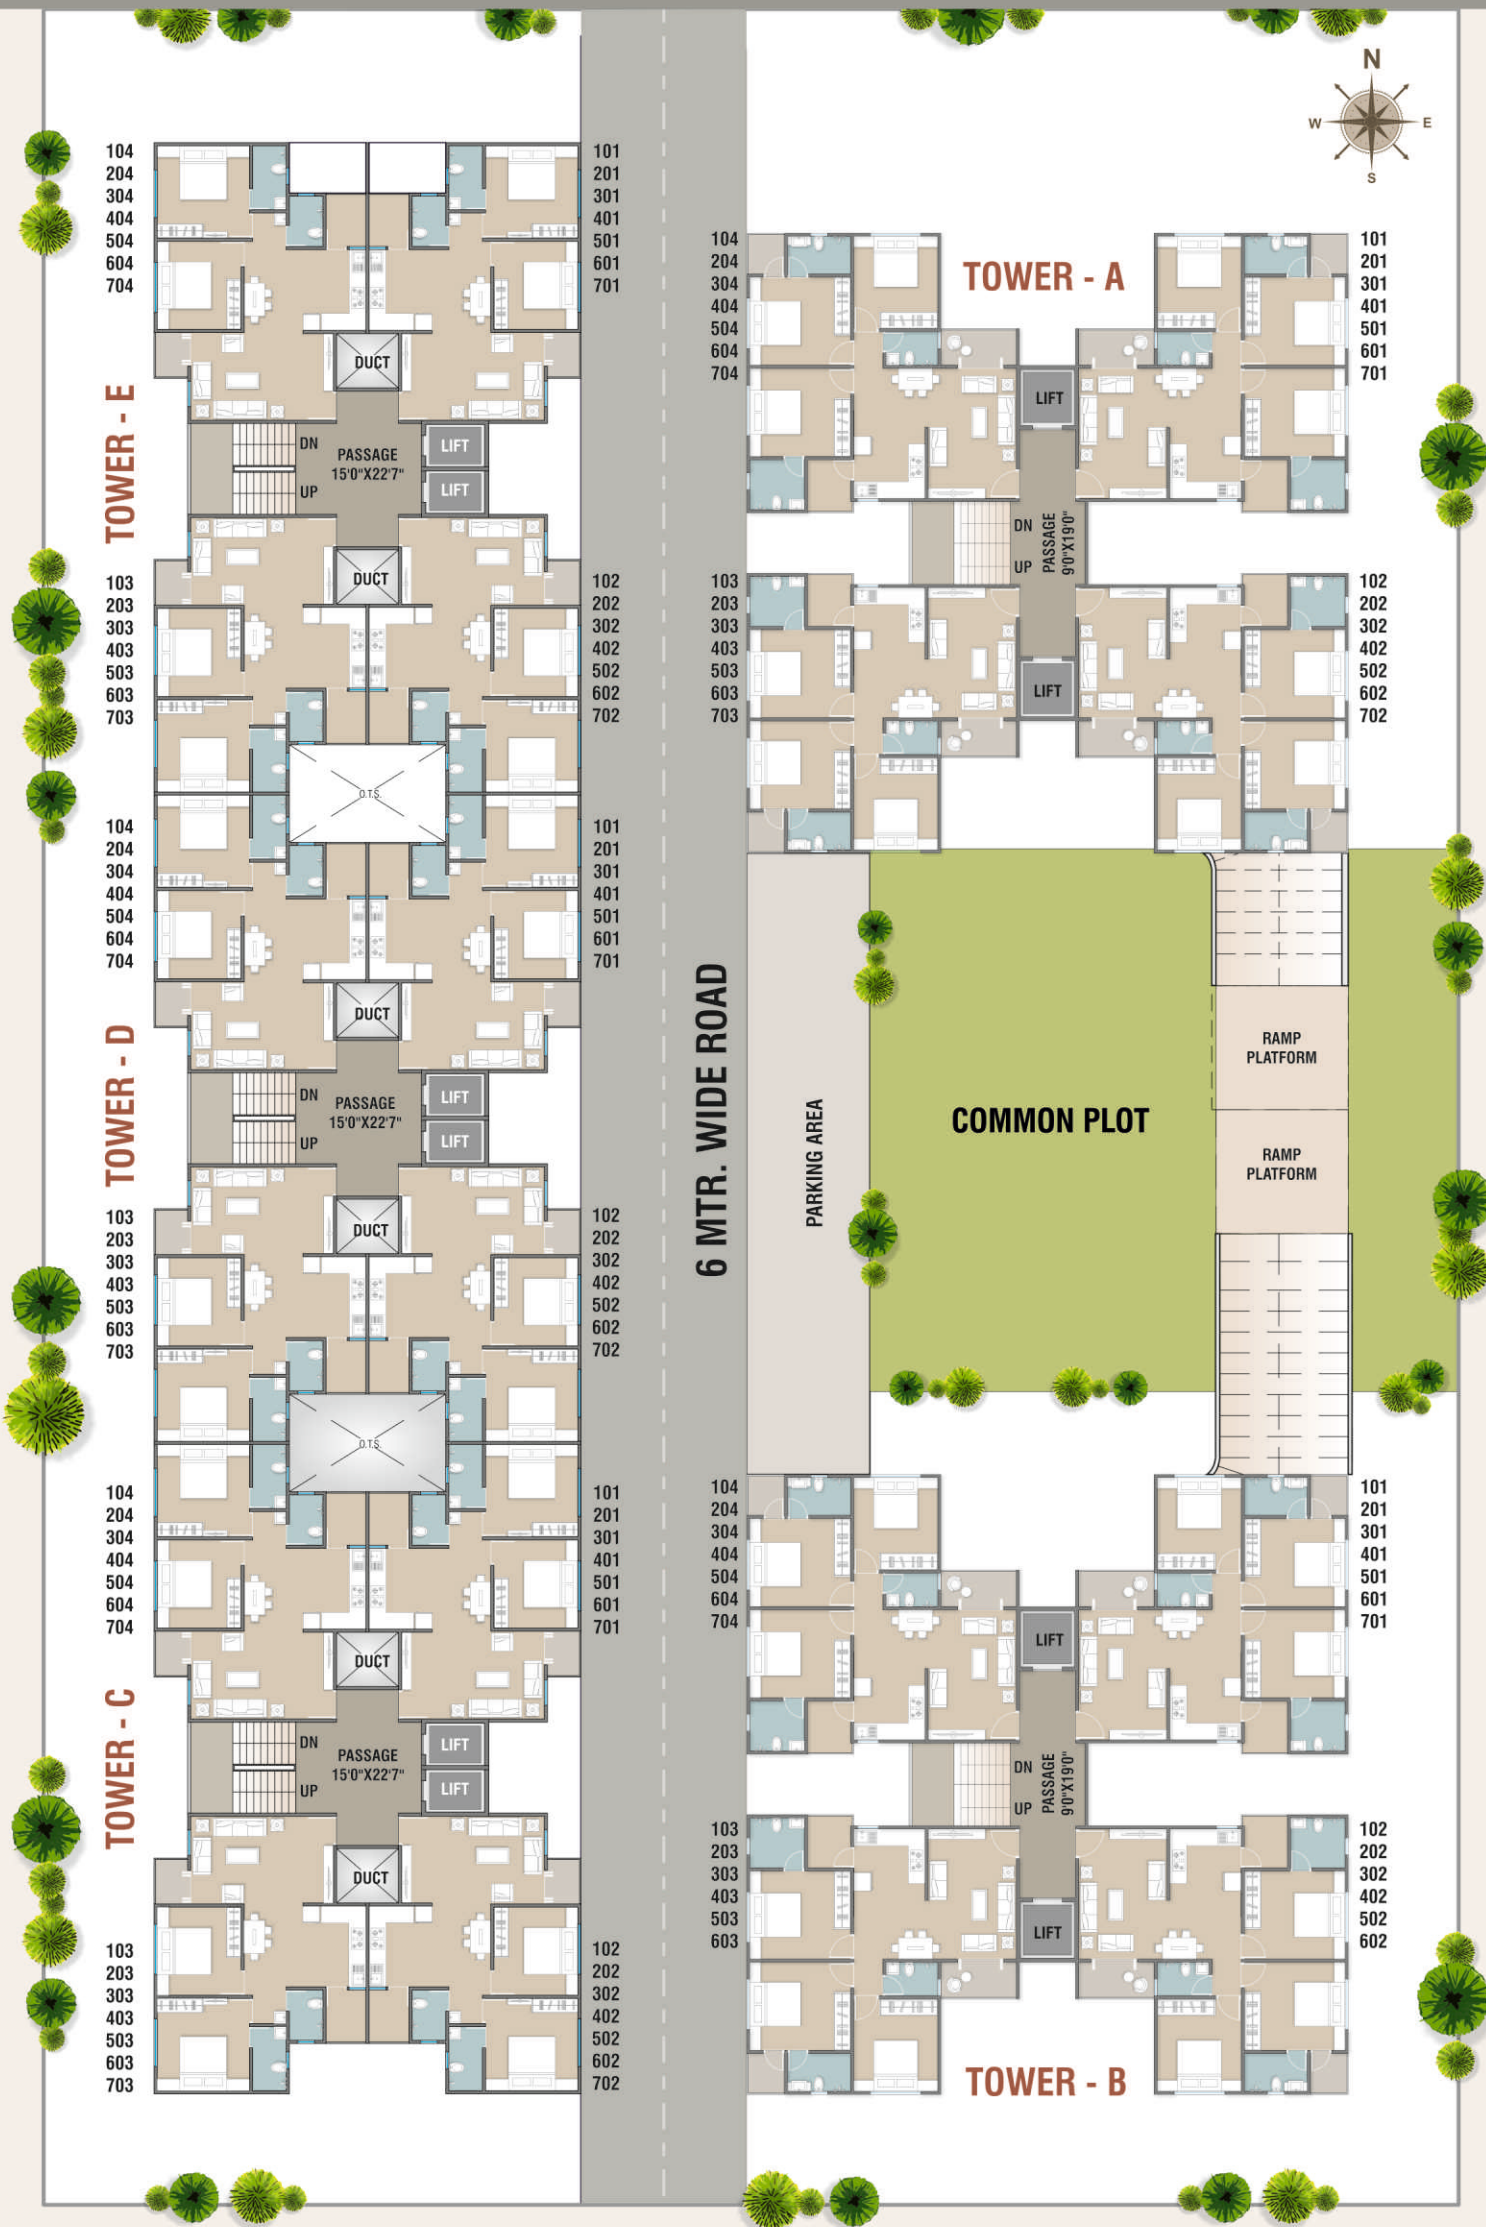 N
W
E
S
104
204
304
404
504
604
704
101
201
301
401
501
601
701
DUCT
TOWER - E
DN
UP
PASSAGE
15'0"X22'7"
LIFT
LIFT
DUCT
103
203
303
403
503
603
703
102
202
302
402
502
602
702
O.T.S.
104
204
304
404
504
604
704
101
201
301
401
501
601
701
DUCT
TOWER - D
DN
UP
PASSAGE
15'0"X22'7"
LIFT
LIFT
DUCT
103
203
303
403
503
603
703
102
202
302
402
502
602
702
O.T.S.
104
204
304
404
504
604
704
101
201
301
401
501
601
701
DUCT
TOWER - C
DN
UP
PASSAGE
15'0"X22'7"
LIFT
LIFT
DUCT
103
203
303
403
503
603
703
102
202
302
402
502
602
702
6 MTR. WIDE ROAD
TOWER - A
104
204
304
404
504
604
704
101
201
301
401
501
601
701
LIFT
DN
UP
PASSAGE
9'0"X19'0"
103
203
303
403
503
603
703
102
202
302
402
502
602
702
LIFT
PARKING AREA
COMMON PLOT
RAMP
PLATFORM
RAMP
PLATFORM
104
204
304
404
504
604
704
101
201
301
401
501
601
701
LIFT
DN
UP
PASSAGE
9'0"X19'0"
103
203
303
403
503
603
102
202
302
402
502
602
LIFT
TOWER - B